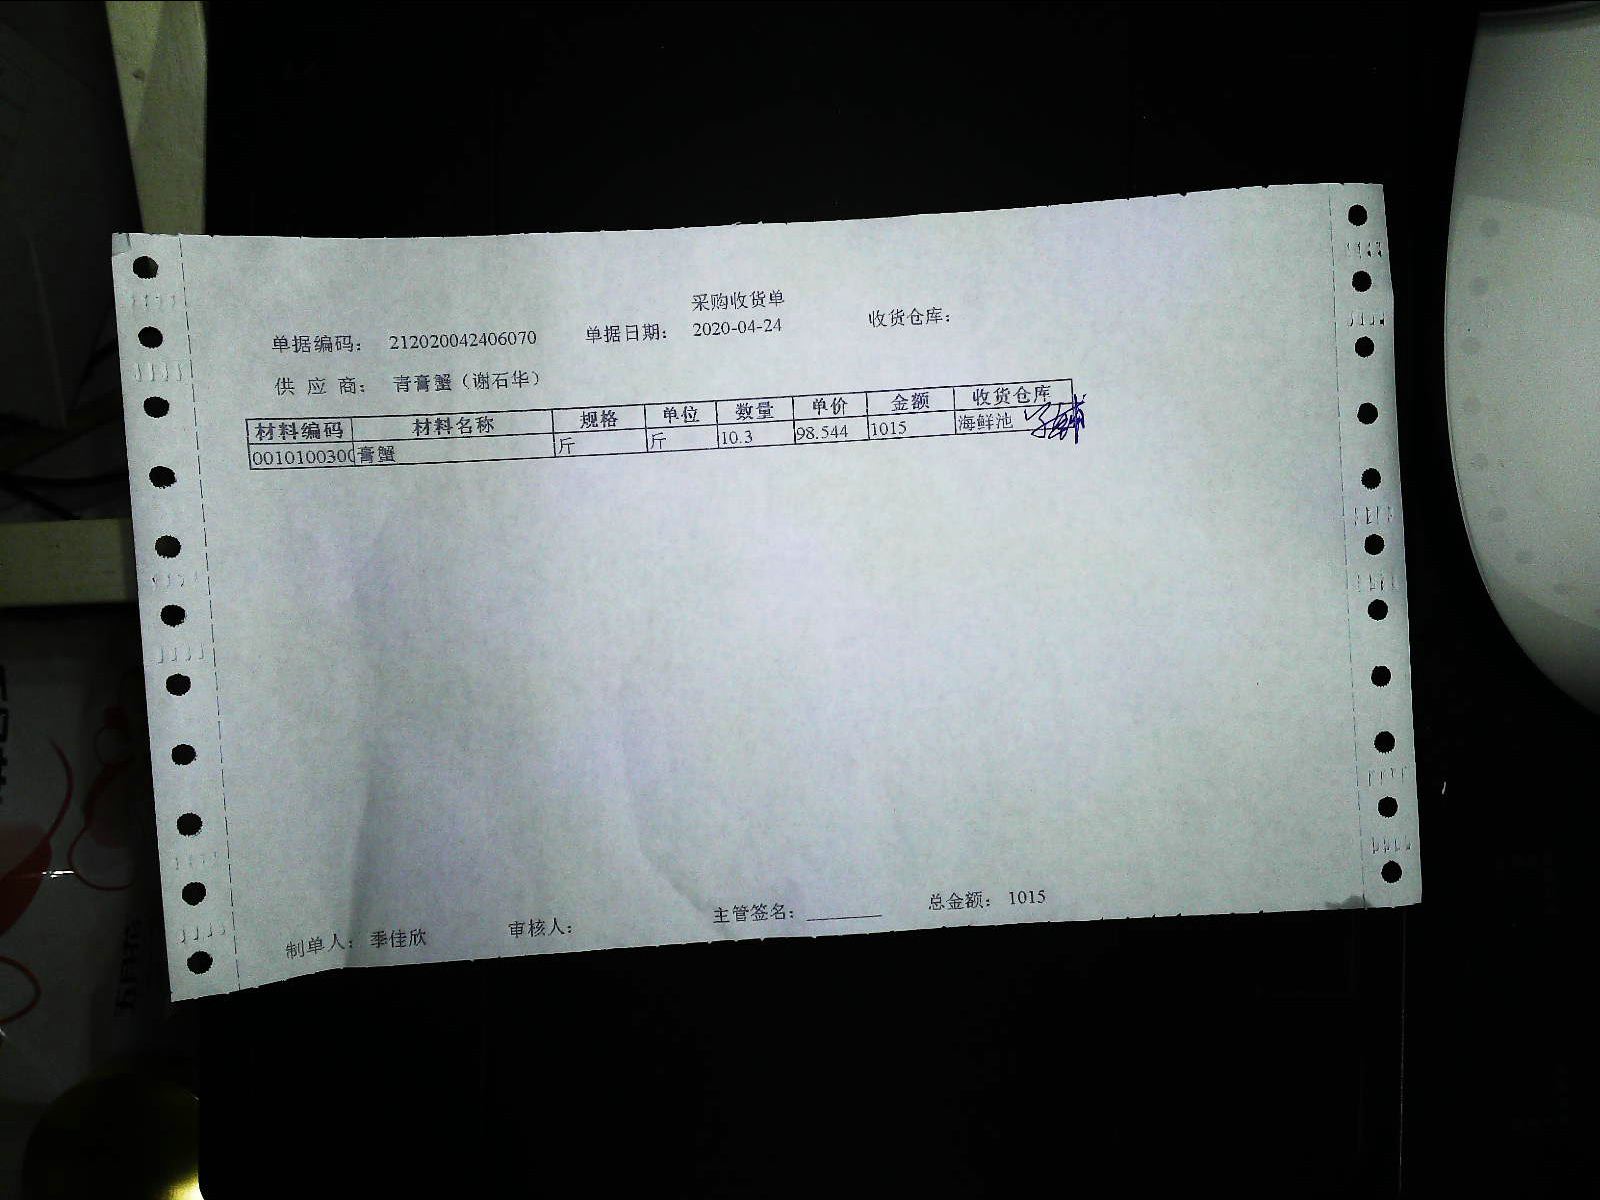 采购收货单
单据编码： 212020042406070 单据日期： 2020-04-24 收货仓库：
供 应 商： 青膏蟹（谢石华）
材料编码 材料名称 规格 单位 数量 单价 金额 收货仓库
0010100300 膏蟹 斤 斤 10.3 98.544 1015 海鲜池
制单人： 季佳欣 审核人： 主管签名： 总金额： 1015